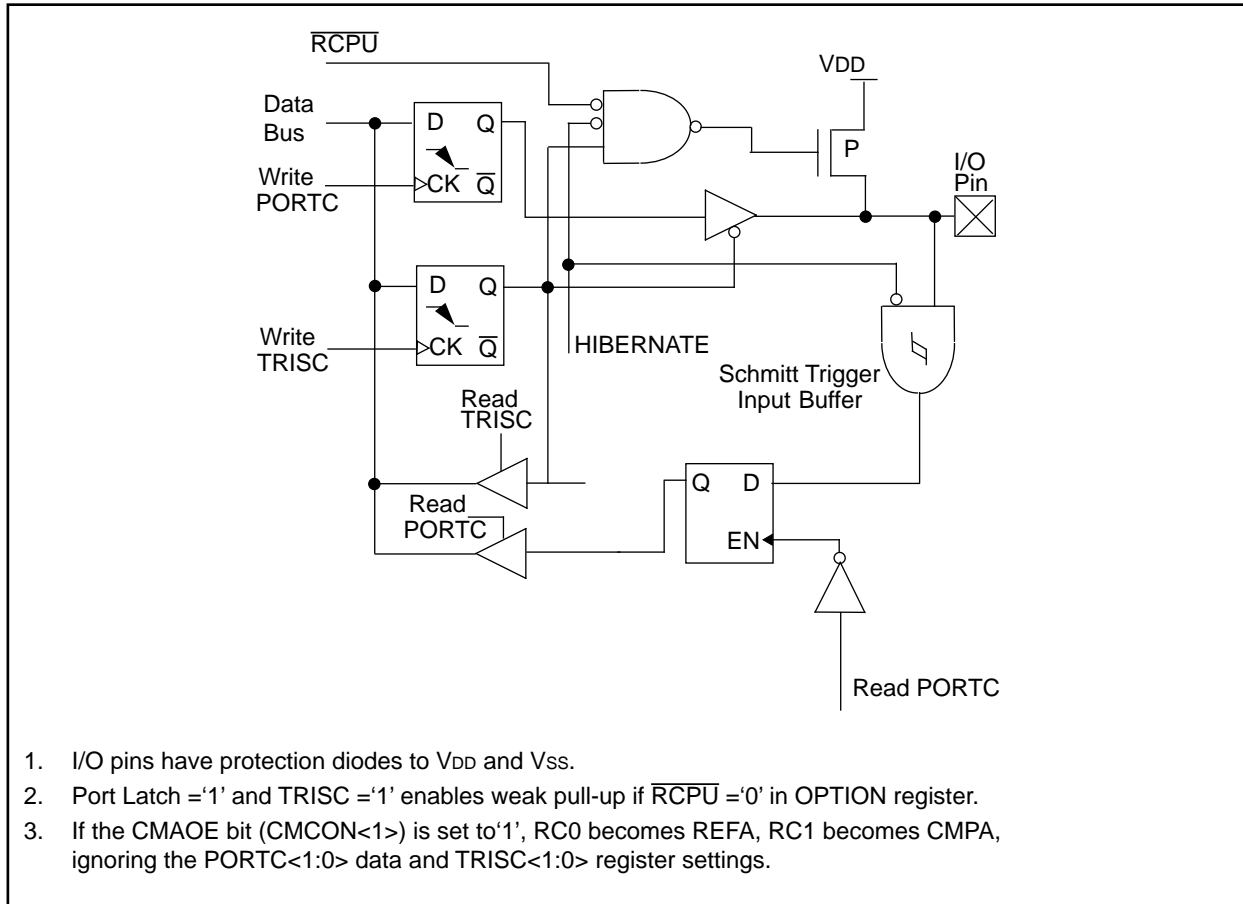 R̅C̅P̅U̅
VDD
Data
Bus
D Q
CK Q̅
Write
PORTC
P
I/O
Pin
D Q
CK Q̅
Write
TRISC
HIBERNATE
Schmitt Trigger
Input Buffer
Read
TRISC
Q D
EN
Read
PORTC
Read PORTC
1. I/O pins have protection diodes to VDD and VSS.
2. Port Latch =‘1’ and TRISC =‘1’ enables weak pull-up if R̅C̅P̅U̅ =‘0’ in OPTION register.
3. If the CMAOE bit (CMCON<1>) is set to‘1’, RC0 becomes REFA, RC1 becomes CMPA,
ignoring the PORTC<1:0> data and TRISC<1:0> register settings.